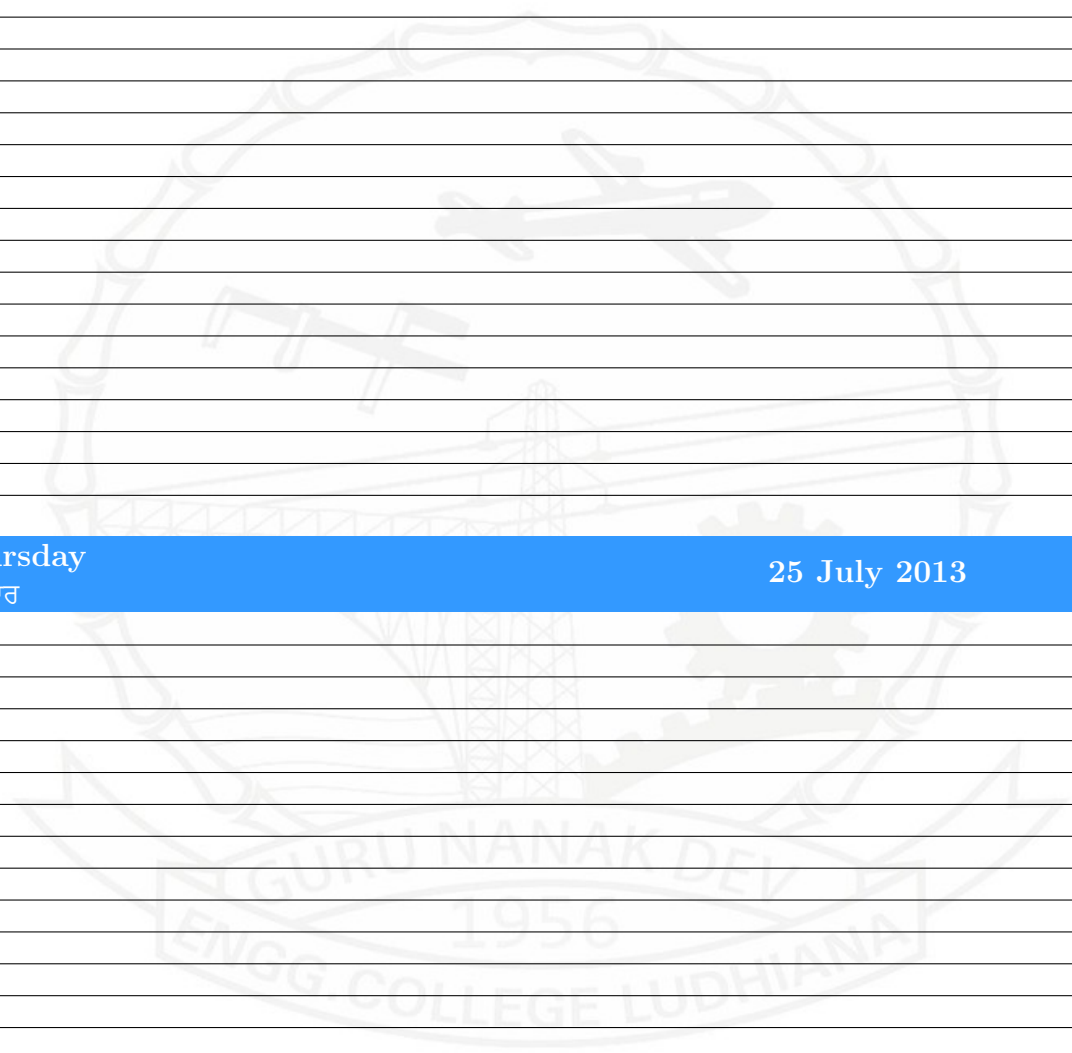 rsday
25 July 2013
ਾਰ
GURU NANAK DEV
1956
ENGG.COLLEGE LUDHIANA